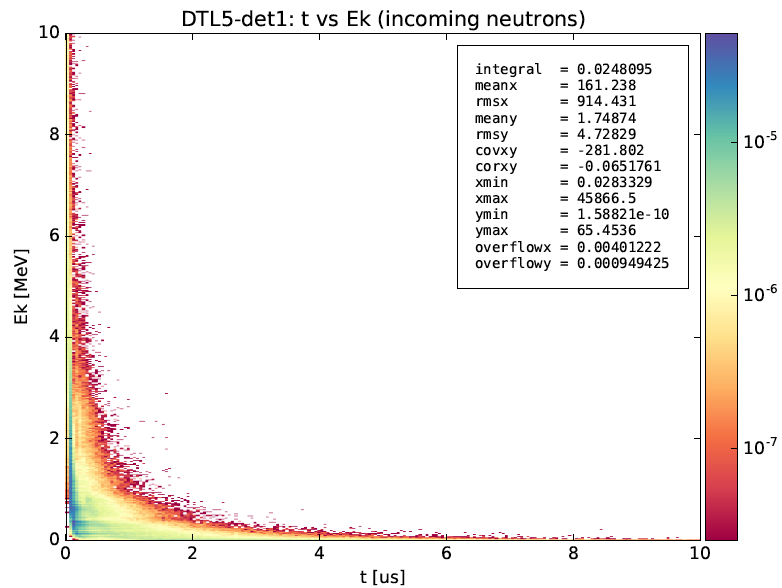 DTL5-det1: t vs Ek (incoming neutrons)
integral = 0.0248095
meanx = 161.238
rmsx = 914.431
meany = 1.74874
rmsy = 4.72829
covxy = -281.802
corxy = -0.0651761
xmin = 0.0283329
xmax = 45866.5
ymin = 1.58821e-10
ymax = 65.4536
overflowx = 0.00401222
overflowy = 0.000949425
Ek [MeV]
10
8
6
4
2
0
0 2 4 6 8 10
t [us]
10⁻⁵
10⁻⁶
10⁻⁷